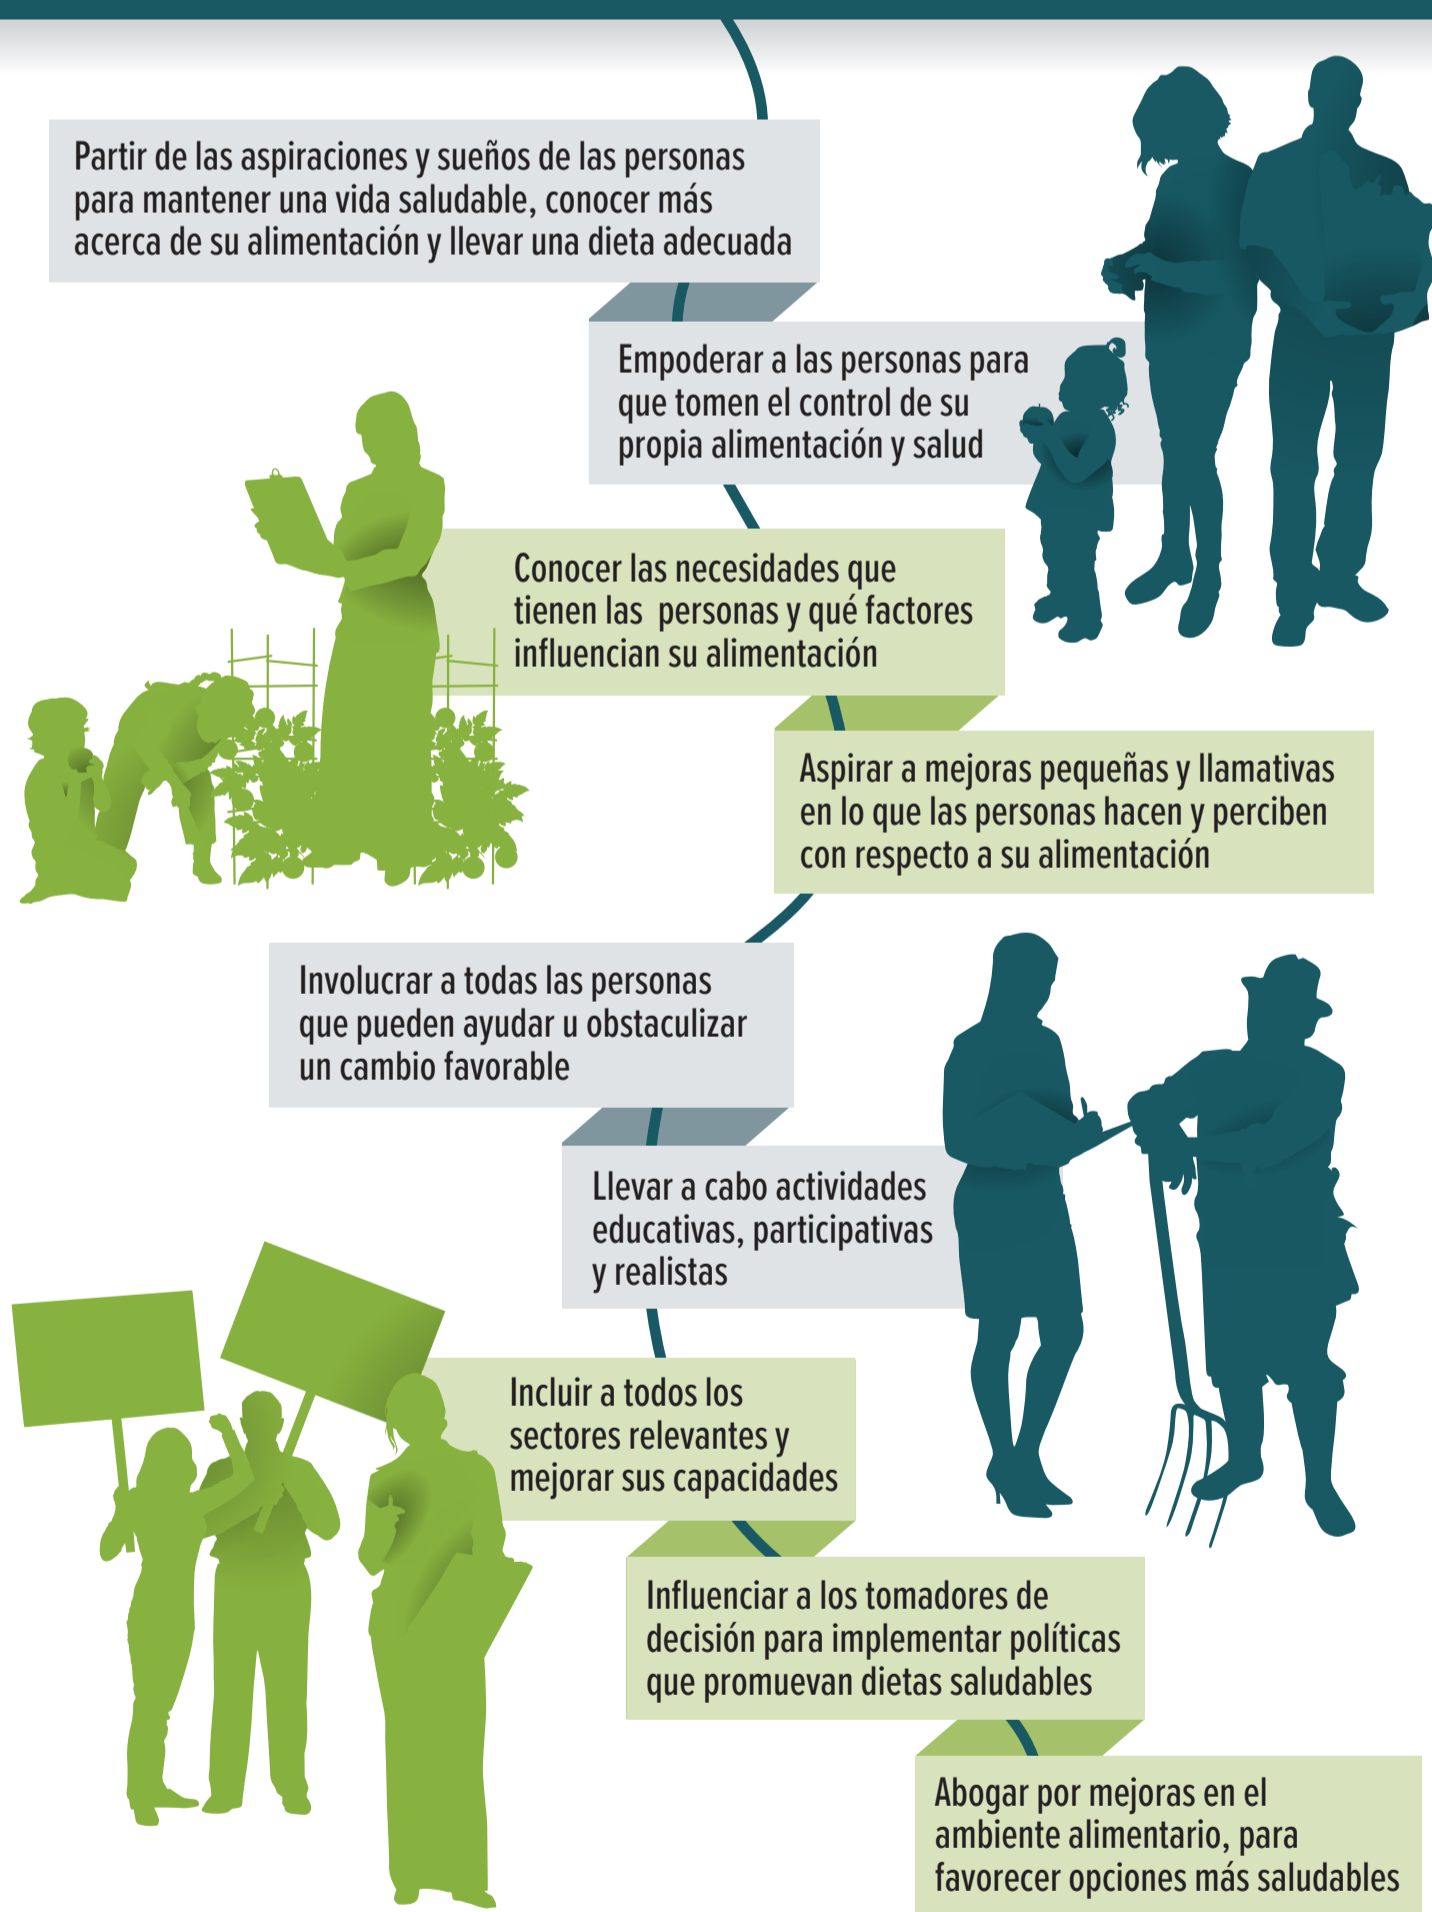 Partir de las aspiraciones y sueños de las personas
para mantener una vida saludable, conocer más
acerca de su alimentación y llevar una dieta adecuada
Empoderar a las personas para
que tomen el control de su
propia alimentación y salud
Conocer las necesidades que
tienen las personas y qué factores
influencian su alimentación
Aspirar a mejoras pequeñas y llamativas
en lo que las personas hacen y perciben
con respecto a su alimentación
Involucrar a todas las personas
que pueden ayudar u obstaculizar
un cambio favorable
Llevar a cabo actividades
educativas, participativas
y realistas
Incluir a todos los
sectores relevantes y
mejorar sus capacidades
Influenciar a los tomadores de
decisión para implementar políticas
que promuevan dietas saludables
Abogar por mejoras en el
ambiente alimentario, para
favorecer opciones más saludables